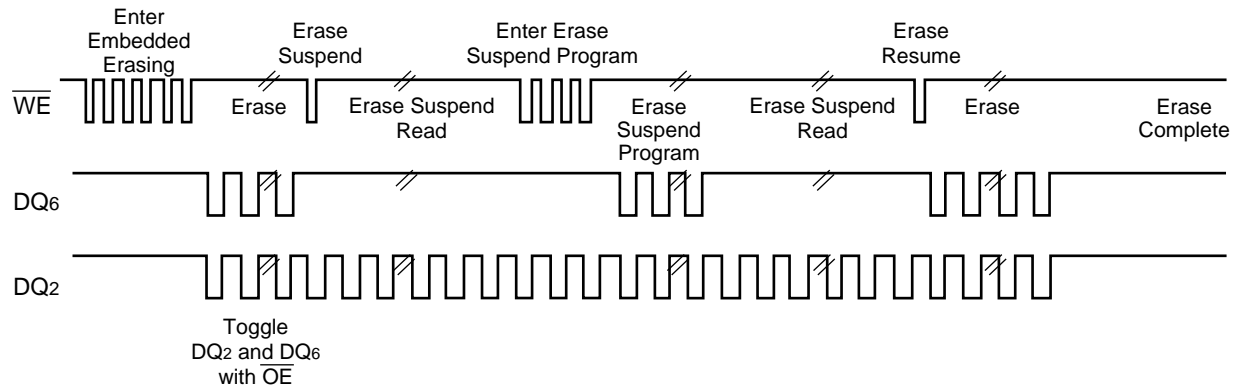 Enter
Embedded
Erasing
Erase
Suspend
Enter Erase
Suspend Program
Erase
Resume
WE
Erase
Erase Suspend
Read
Erase
Suspend
Program
Erase Suspend
Read
Erase
Erase
Complete
DQ6
DQ2
Toggle
DQ2 and DQ6
with OE